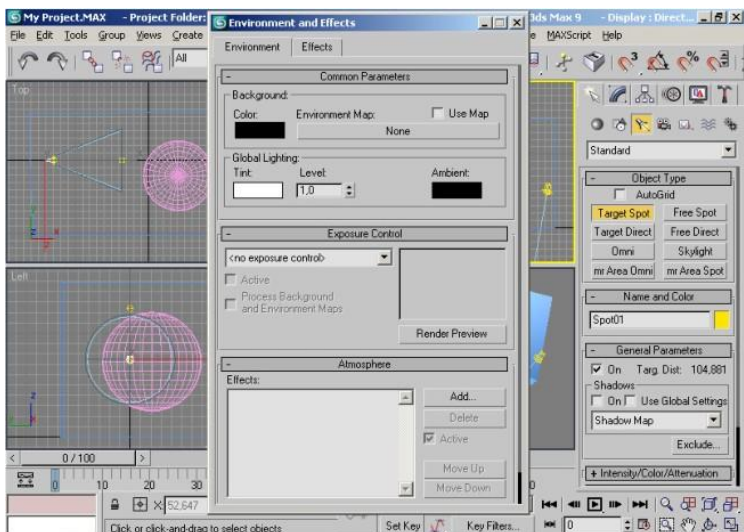 My Project.MAX - Project Folder:
Environment and Effects
3ds Max 9 - Display : Direct...
File Edit Tools Group Views Create
MAXScript Help
Environment Effects
All
Top
Common Parameters
Background:
Color: Environment Map: Use Map
None
Global Lighting:
Tint: Level: Ambient:
1,0
Exposure Control
<no exposure control>
Active
Process Background
and Environment Maps
Render Preview
Atmosphere
Effects:
Add...
Delete
Active
Move Up
Move Down
Left
Standard
Object Type
AutoGrid
Target Spot Free Spot
Target Direct Free Direct
Omni Skylight
mr Area Omni mr Area Spot
Name and Color
Spot01
General Parameters
On Targ. Dist: 104,881
Shadows
On Use Global Settings
Shadow Map
Exclude...
+ Intensity/Color/Attenuation
0 / 100
0 10 20 30
X: 52,647
Click or click-and-drag to select objects
Set Key Key Filters...
0